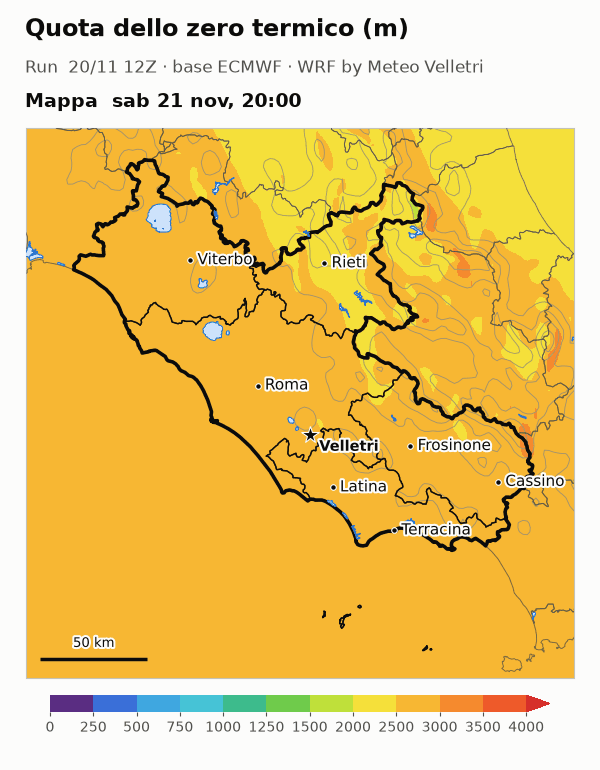 Quota dello zero termico (m)
Run 20/11 12Z · base ECMWF · WRF by Meteo Velletri
Mappa sab 21 nov, 20:00
Viterbo
Rieti
Roma
Velletri
Frosinone
Latina
Cassino
Terracina
50 km
0 250 500 750 1000 1250 1500 2000 2500 3000 3500 4000